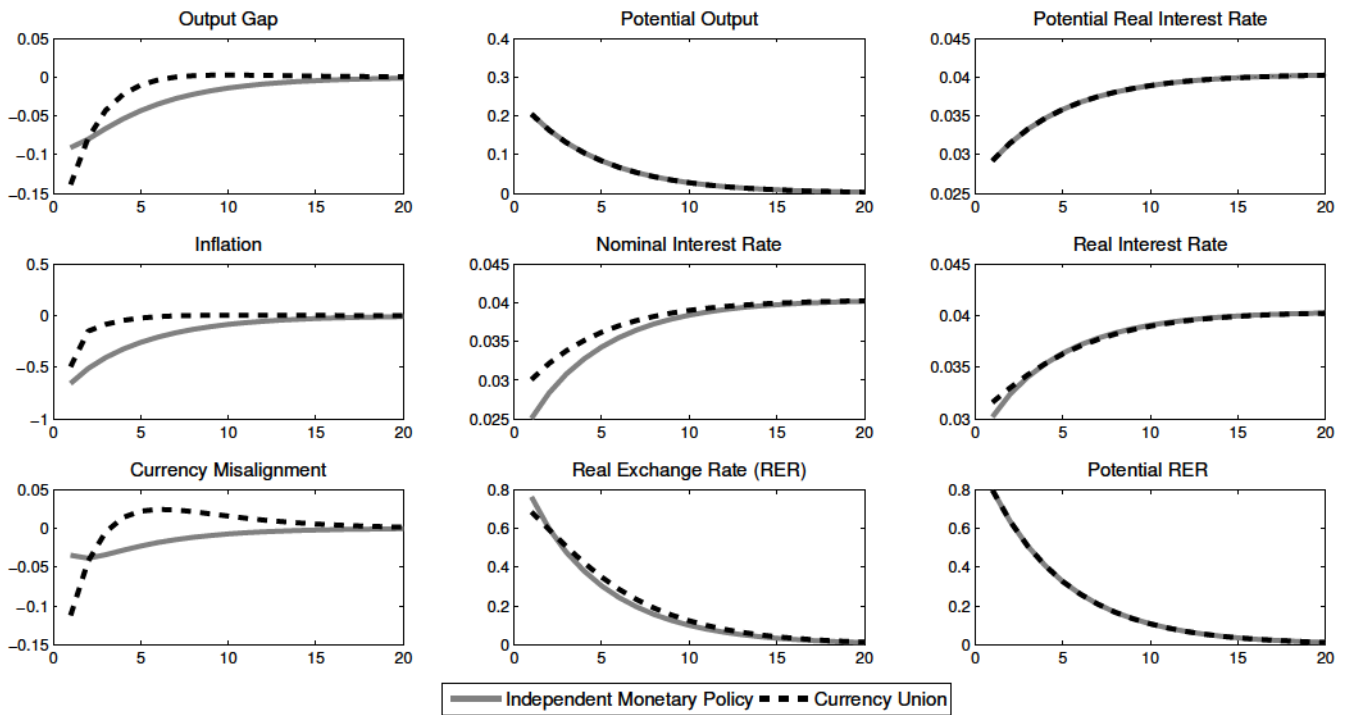 Output Gap
0.05
0
−0.05
−0.1
−0.15
0 5 10 15 20
Potential Output
0.4
0.3
0.2
0.1
0
0 5 10 15 20
Potential Real Interest Rate
0.045
0.04
0.035
0.03
0.025
0 5 10 15 20
Inflation
0.5
0
−0.5
−1
0 5 10 15 20
Nominal Interest Rate
0.045
0.04
0.035
0.03
0.025
0 5 10 15 20
Real Interest Rate
0.045
0.04
0.035
0.03
0 5 10 15 20
Currency Misalignment
0.05
0
−0.05
−0.1
−0.15
0 5 10 15 20
Real Exchange Rate (RER)
0.8
0.6
0.4
0.2
0
0 5 10 15 20
Potential RER
0.8
0.6
0.4
0.2
0
0 5 10 15 20
Independent Monetary Policy Currency Union